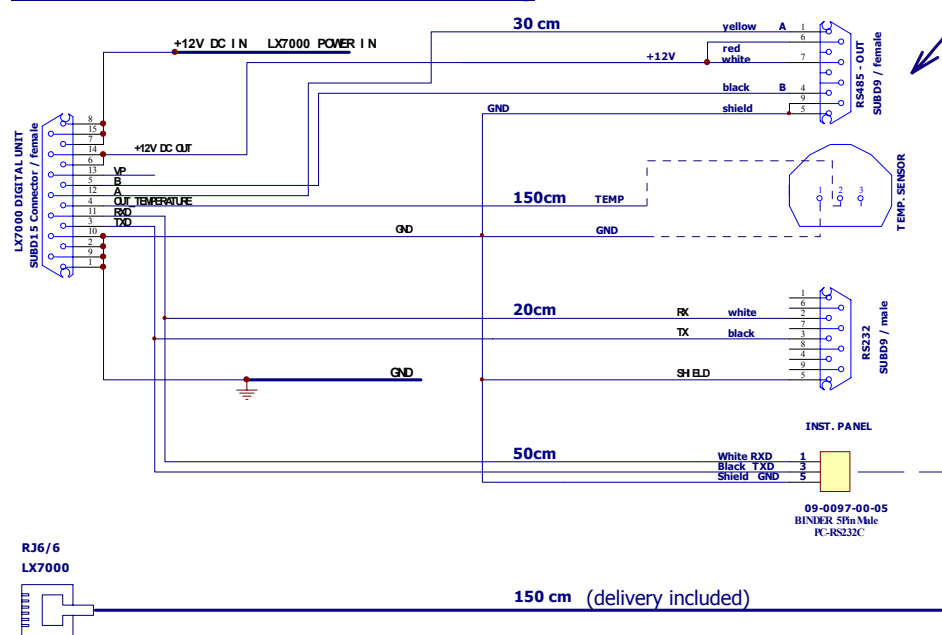 30 cm
yellow A 1
6
+12V DC IN LX7000 POWER IN
red
+12V white 7
black B 4
9
GND shield 5
RS485 - OUT
SUBD9 / female
LX7000 DIGITAL UNIT
SUBD15 Connector / female
8
15
7
14 +12V DC OUT
6
13 VP
5 B
12 A
4 OUT_TEMPERATURE
11 RXD
3 TXD
10
2
9
1
150cm TEMP
GND GND
1 2 3
TEMP. SENSOR
20cm
1
6
RX white 2
7
TX black 3
8
4
9
GND SHIELD 5
RS232
SUBD9 / male
INST. PANEL
50cm
White RXD 1
Black TXD 3
Shield GND 5
09-0097-00-05
BINDER 5Pin Male
PC-RS232C
RJ6/6
LX7000
150 cm (delivery included)